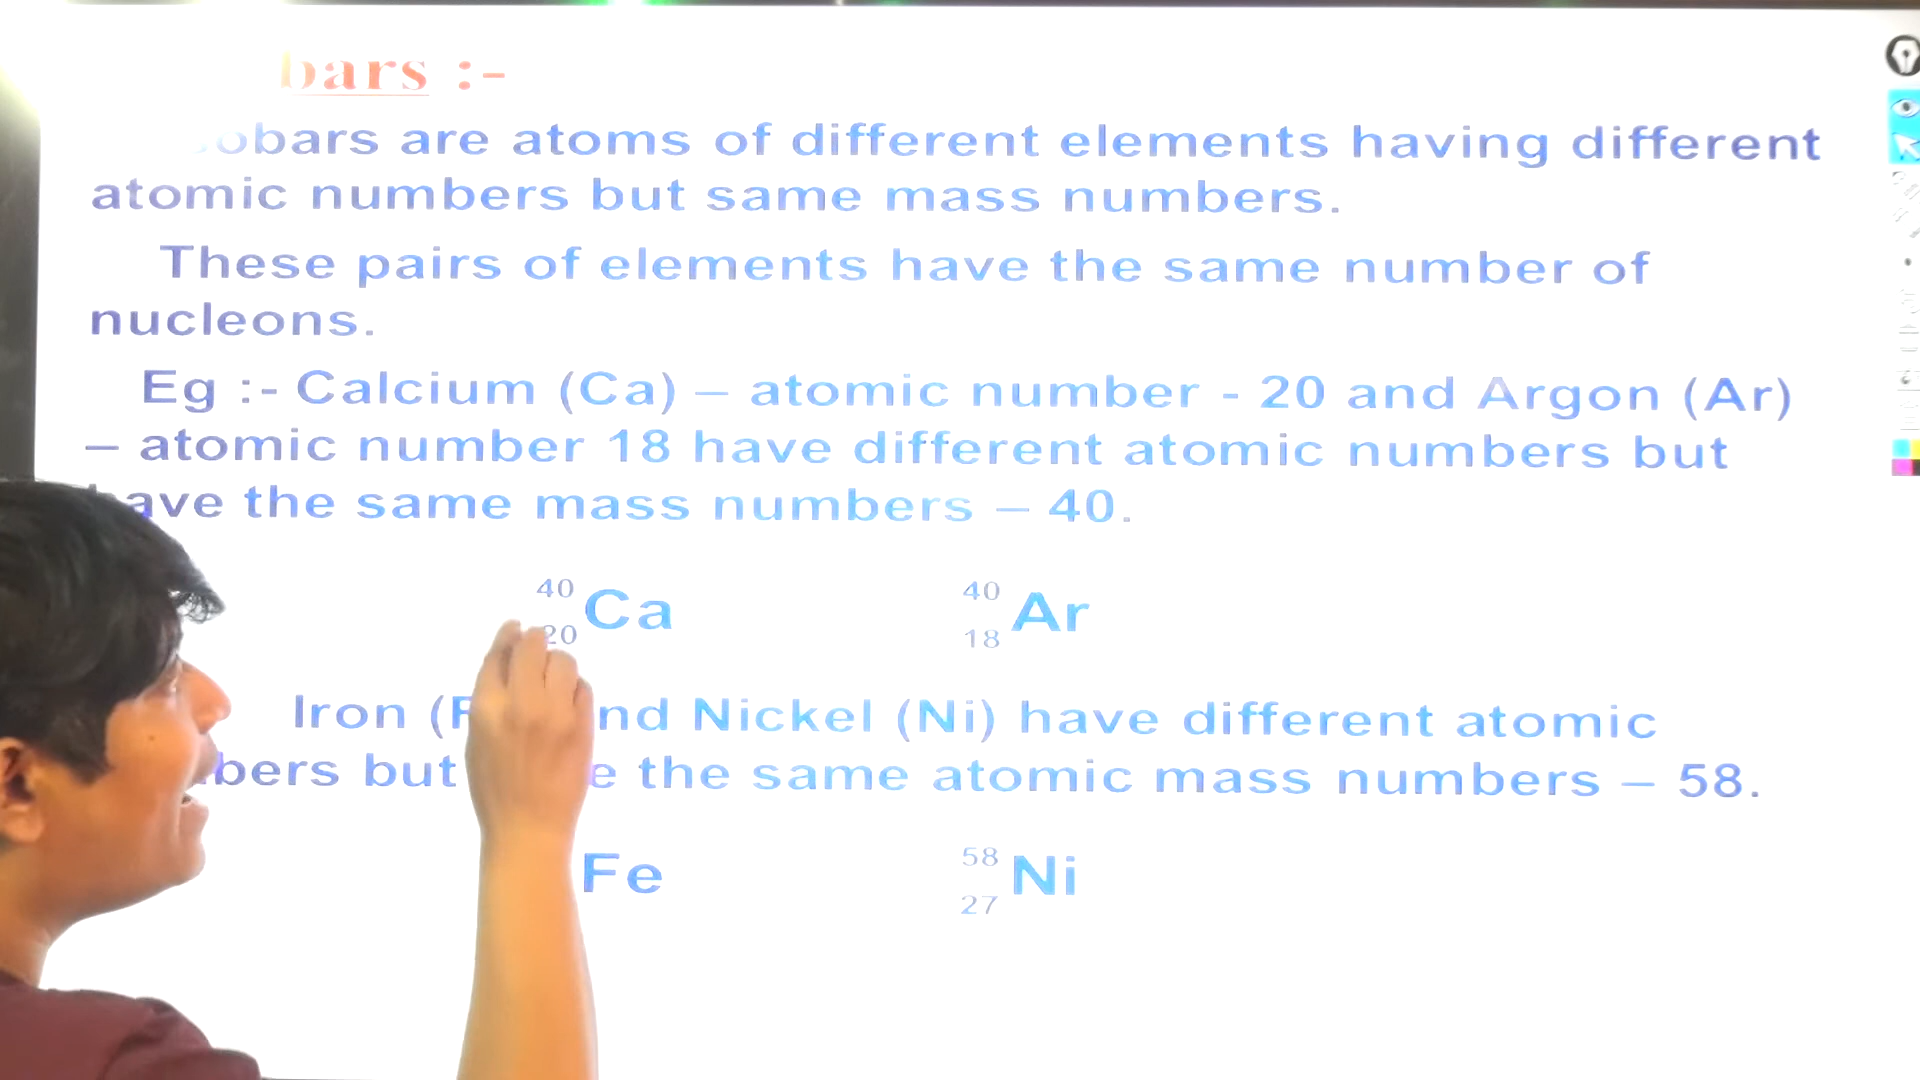 bars :-
obars are atoms of different elements having different
atomic numbers but same mass numbers.
These pairs of elements have the same number of
nucleons.
Eg :- Calcium (Ca) – atomic number - 20 and Argon (Ar)
– atomic number 18 have different atomic numbers but
have the same mass numbers – 40.
40
20 Ca
40
18 Ar
Iron (F nd Nickel (Ni) have different atomic
bers but e the same atomic mass numbers – 58.
Fe
58
27 Ni